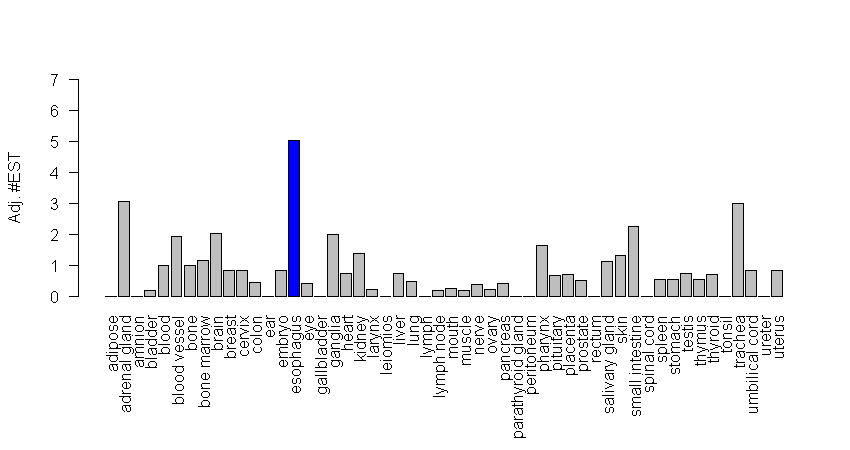 7
6
5
4
3
2
1
0
Adj. #EST
adipose
adrenal gland
amnion
bladder
blood
blood vessel
bone
bone marrow
brain
breast
cervix
colon
ear
embryo
esophagus
eye
gallbladder
ganglia
heart
kidney
larynx
leiomios
liver
lung
lymph
lymph node
mouth
muscle
nerve
ovary
pancreas
parathyroid gland
peritoneum
pharynx
pituitary
placenta
prostate
rectum
salivary gland
skin
small intestine
spinal cord
spleen
stomach
testis
thymus
thyroid
tonsil
trachea
umbilical cord
ureter
uterus